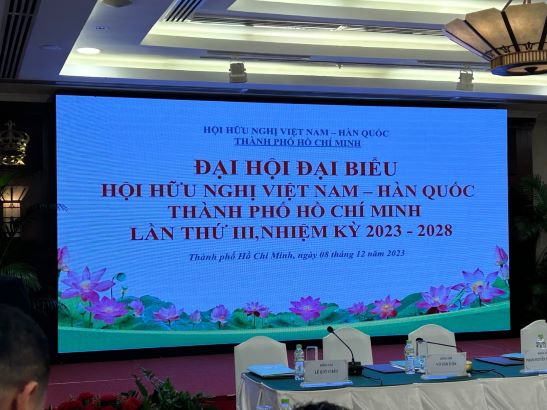 HỘI HỮU NGHỊ VIỆT NAM – HÀN QUỐC
THÀNH PHỐ HỒ CHÍ MINH
ĐẠI HỘI ĐẠI BIỂU
HỘI HỮU NGHỊ VIỆT NAM – HÀN QUỐC
THÀNH PHỐ HỒ CHÍ MINH
LẦN THỨ III,NHIỆM KỲ 2023 - 2028
Thành phố Hồ Chí Minh, ngày 08 tháng 12 năm 2023